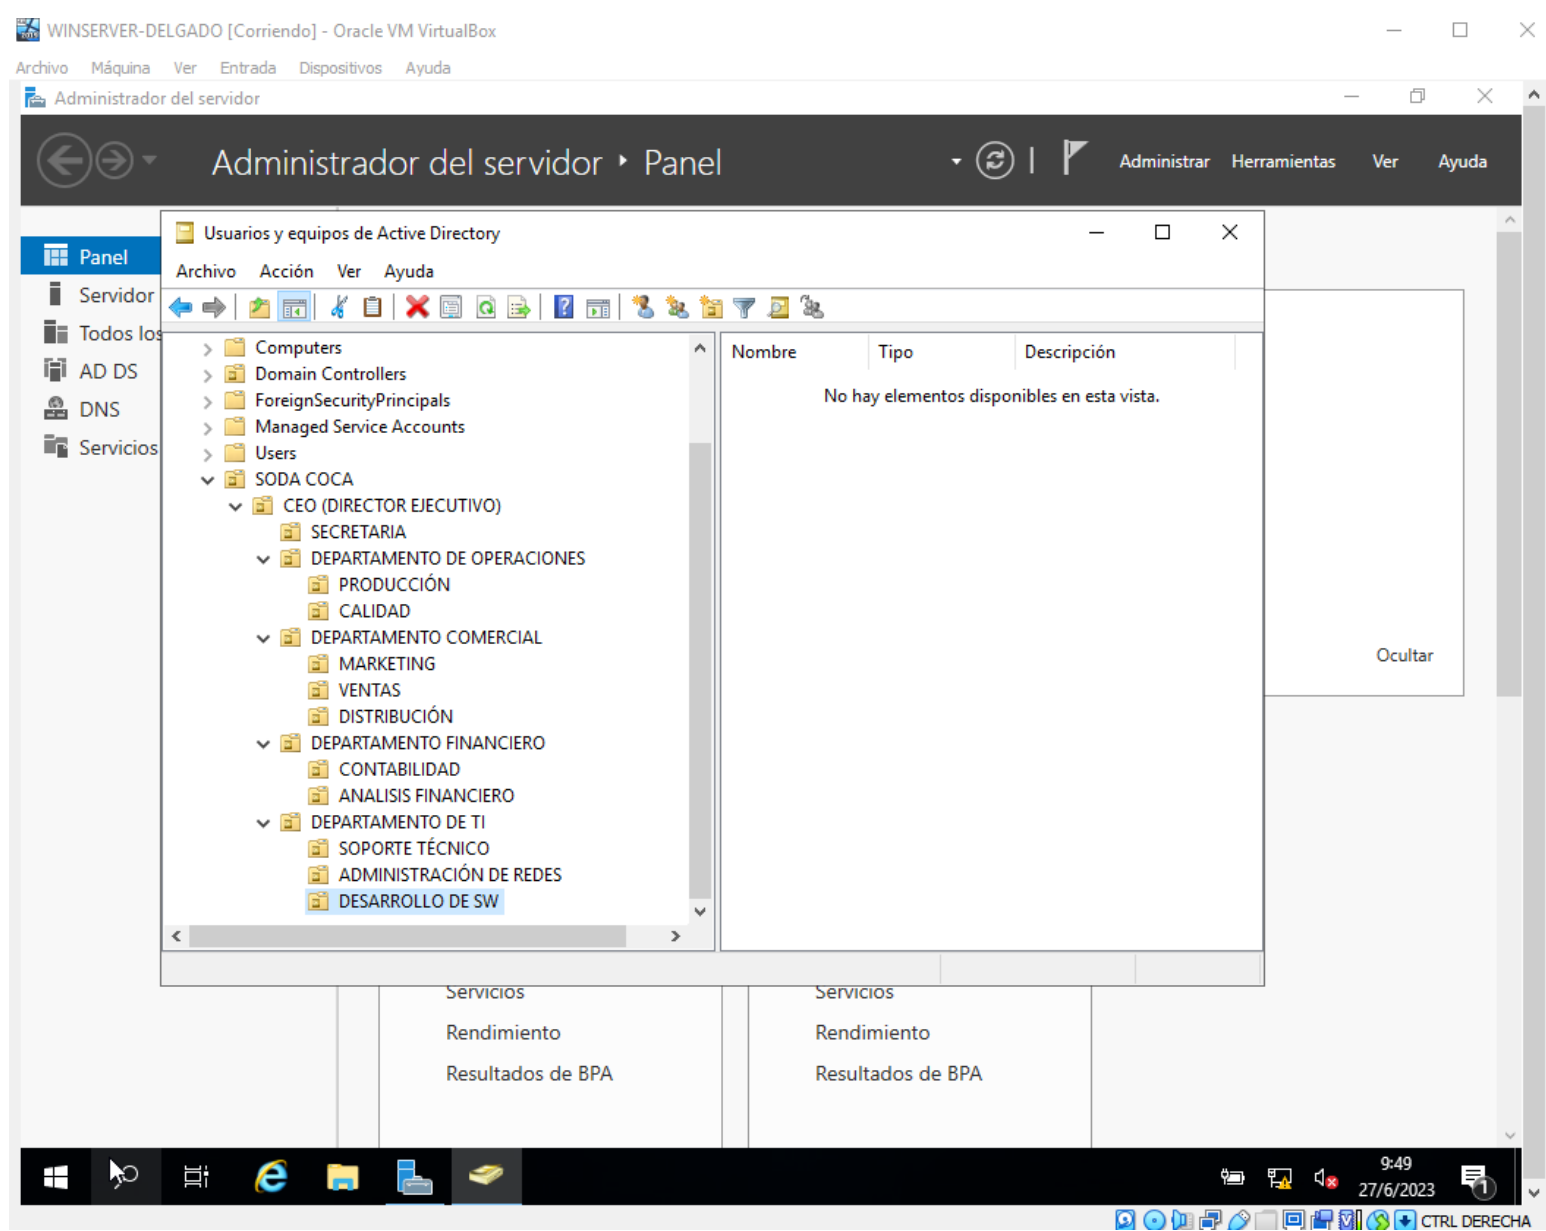 WINSERVER-DELGADO [Corriendo] - Oracle VM VirtualBox
Archivo Máquina Ver Entrada Dispositivos Ayuda
Administrador del servidor
Administrador del servidor Panel
Administrar Herramientas Ver Ayuda
Panel
Servidor
Todos los
AD DS
DNS
Servicios
Usuarios y equipos de Active Directory
Archivo Acción Ver Ayuda
Computers
Domain Controllers
ForeignSecurityPrincipals
Managed Service Accounts
Users
SODA COCA
CEO (DIRECTOR EJECUTIVO)
SECRETARIA
DEPARTAMENTO DE OPERACIONES
PRODUCCIÓN
CALIDAD
DEPARTAMENTO COMERCIAL
MARKETING
VENTAS
DISTRIBUCIÓN
DEPARTAMENTO FINANCIERO
CONTABILIDAD
ANALISIS FINANCIERO
DEPARTAMENTO DE TI
SOPORTE TÉCNICO
ADMINISTRACIÓN DE REDES
DESARROLLO DE SW
Nombre Tipo Descripción
No hay elementos disponibles en esta vista.
Ocultar
Servicios
Rendimiento
Resultados de BPA
Servicios
Rendimiento
Resultados de BPA
9:49
27/6/2023
1
CTRL DERECHA